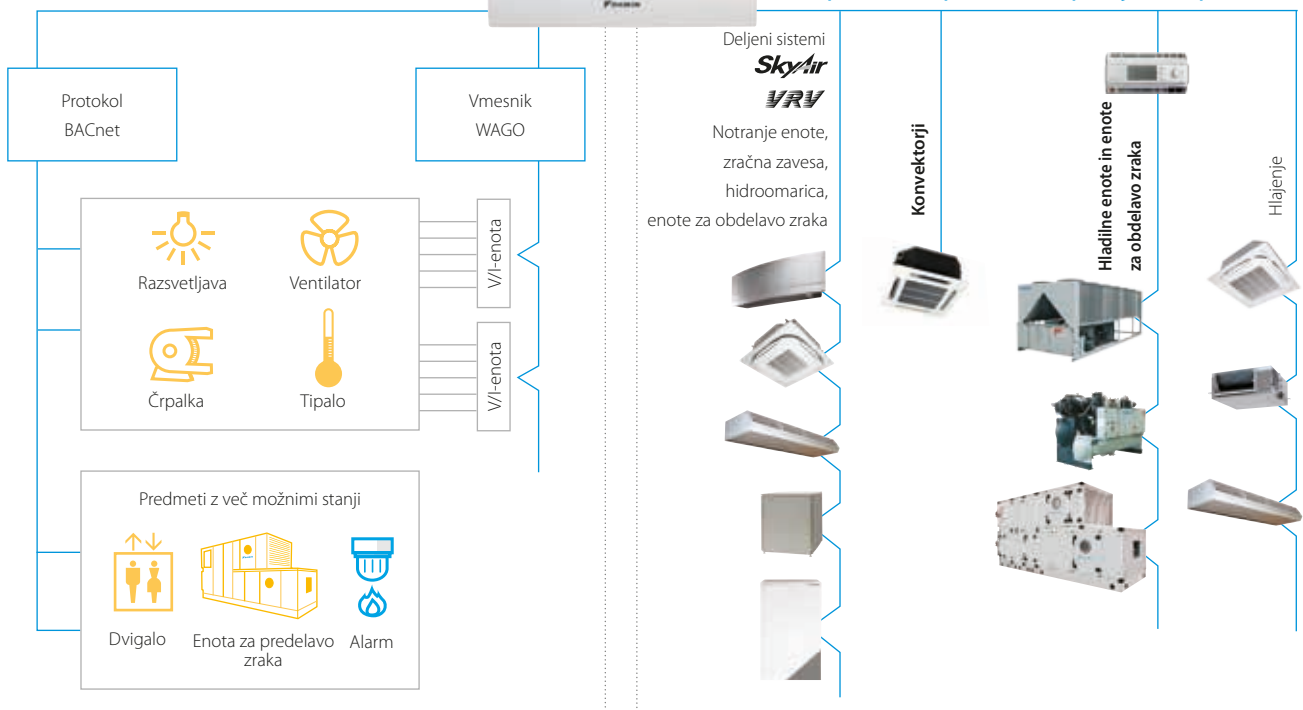 DAIKIN
Protokol
BACnet
Vmesnik
WAGO
Razsvetljava
Ventilator
Črpalka
Tipalo
V/I-enota
V/I-enota
Predmeti z več možnimi stanji
Dvigalo
Enota za predelavo
zraka
Alarm
Deljeni sistemi
SkyAir
VRV
Notranje enote,
zračna zavesa,
hidroomarica,
enote za obdelavo zraka
Konvektorji
Hladilne enote in enote
za obdelavo zraka
Hlajenje